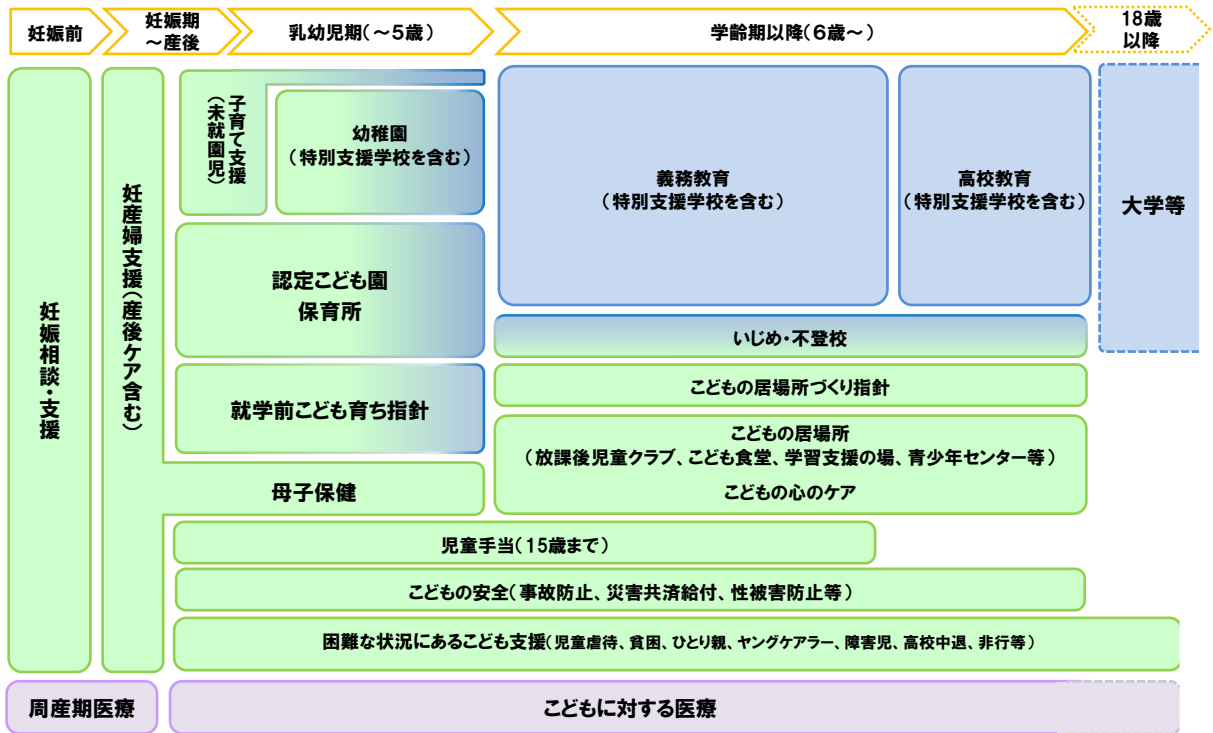 妊娠前
妊娠期
～産後
乳幼児期(～5歳)
学齢期以降(6歳～)
18歳
以降
妊娠相談・支援
妊産婦支援(産後ケア含む)
子育て支援
(未就園児)
幼稚園
(特別支援学校を含む)
認定こども園
保育所
就学前こども育ち指針
母子保健
義務教育
(特別支援学校を含む)
高校教育
(特別支援学校を含む)
大学等
いじめ・不登校
こどもの居場所づくり指針
こどもの居場所
(放課後児童クラブ、こども食堂、学習支援の場、青少年センター等)
こどもの心のケア
児童手当(15歳まで)
こどもの安全(事故防止、災害共済給付、性被害防止等)
困難な状況にあるこども支援(児童虐待、貧困、ひとり親、ヤングケアラー、障害児、高校中退、非行等)
周産期医療
こどもに対する医療